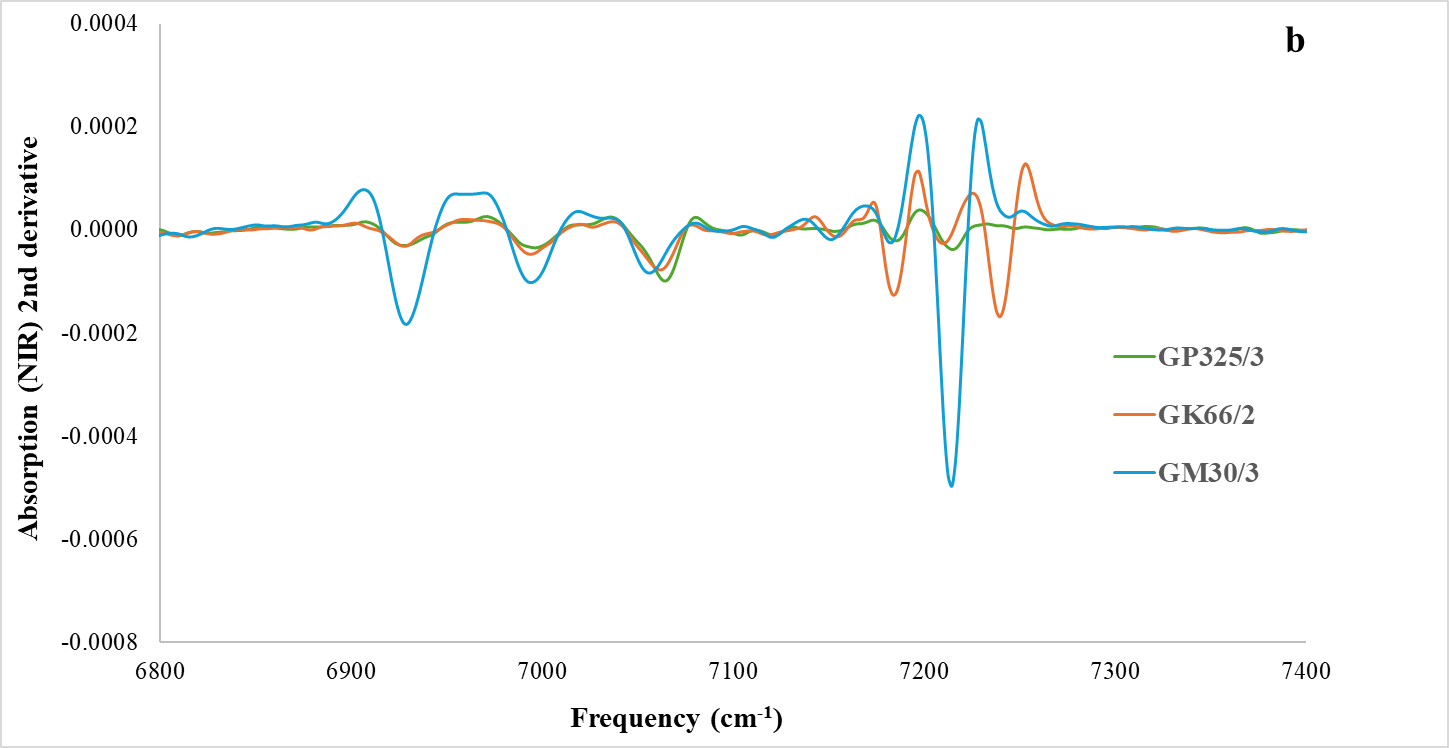 b
Absorption (NIR) 2nd derivative
0.0004
0.0002
0.0000
-0.0002
-0.0004
-0.0006
-0.0008
GP325/3
GK66/2
GM30/3
6800 6900 7000 7100 7200 7300 7400
Frequency (cm⁻¹)